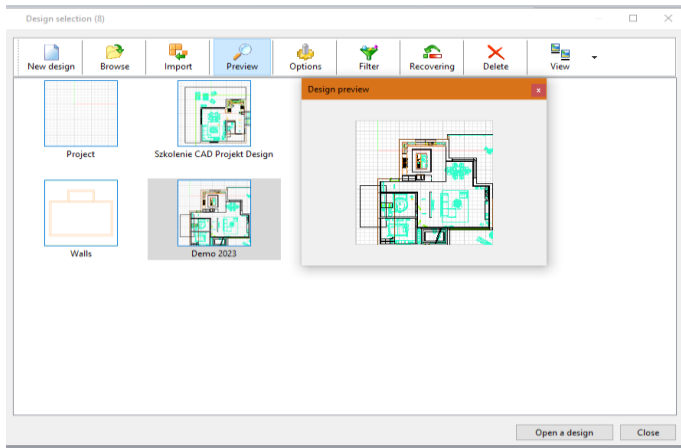 Design selection (8)
New design Browse Import Preview Options Filter Recovering Delete View
Design preview
Project Szkolenie CAD Projekt Design
Walls Demo 2023
Open a design Close